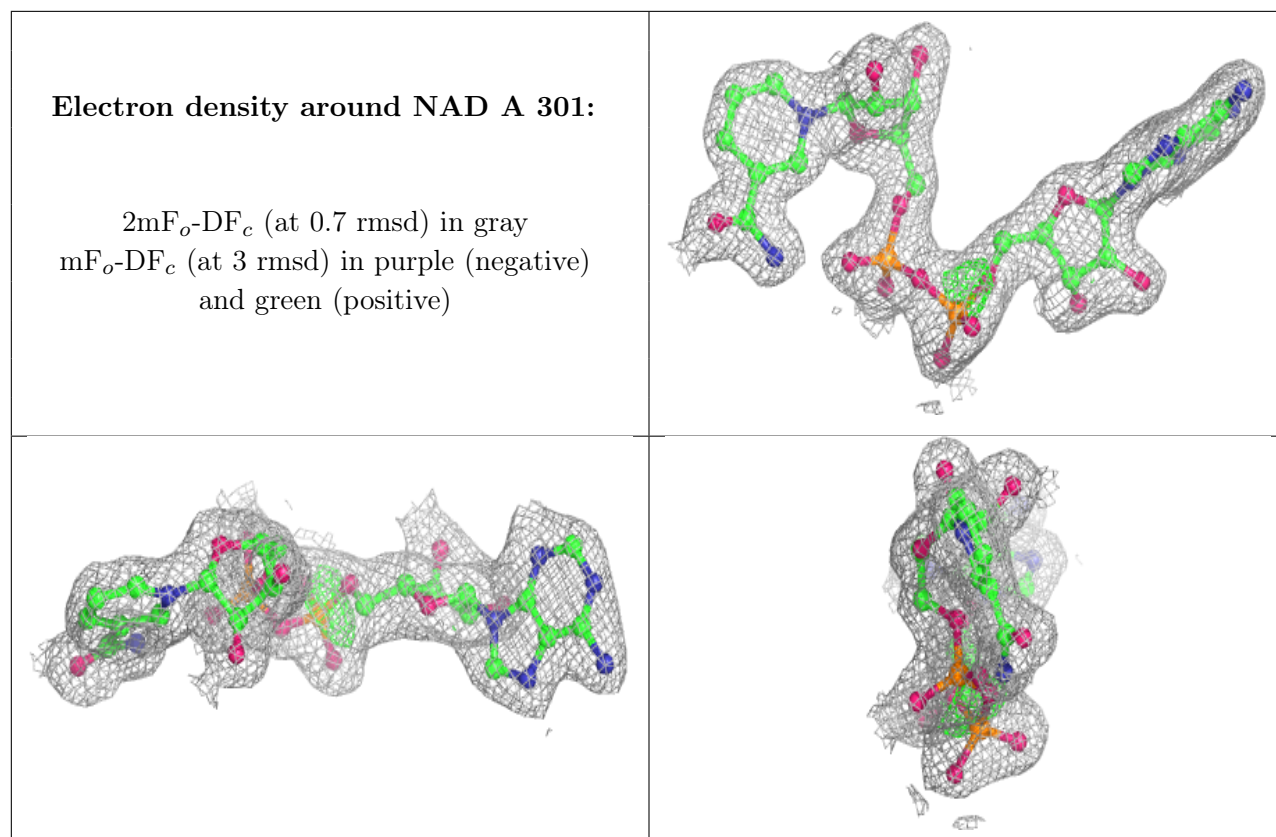 Electron density around NAD A 301:
2mFo-DFc (at 0.7 rmsd) in gray
mFo-DFc (at 3 rmsd) in purple (negative)
and green (positive)